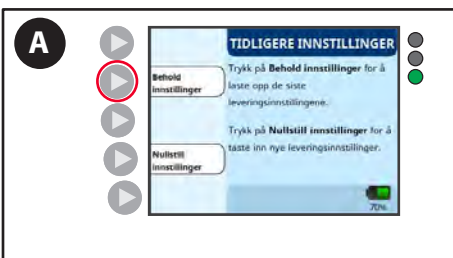 A
TIDLIGERE INNSTILLINGER
Behold
innstillinger
Trykk på Behold innstillinger for å
laste opp de siste
leveringsinnstillingene.
Trykk på Nullstill innstillinger for å
taste inn nye leveringsinnstillinger.
Nullstill
innstillinger
70%